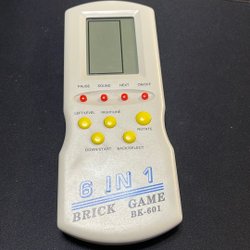 PAUSE SOUND NEXT ON/OFF
LEFT/LEVEL RIGHT/LINE
ROTATE
DOWN/START BACK/SELECT
6 IN 1
BRICK GAME
BK-601